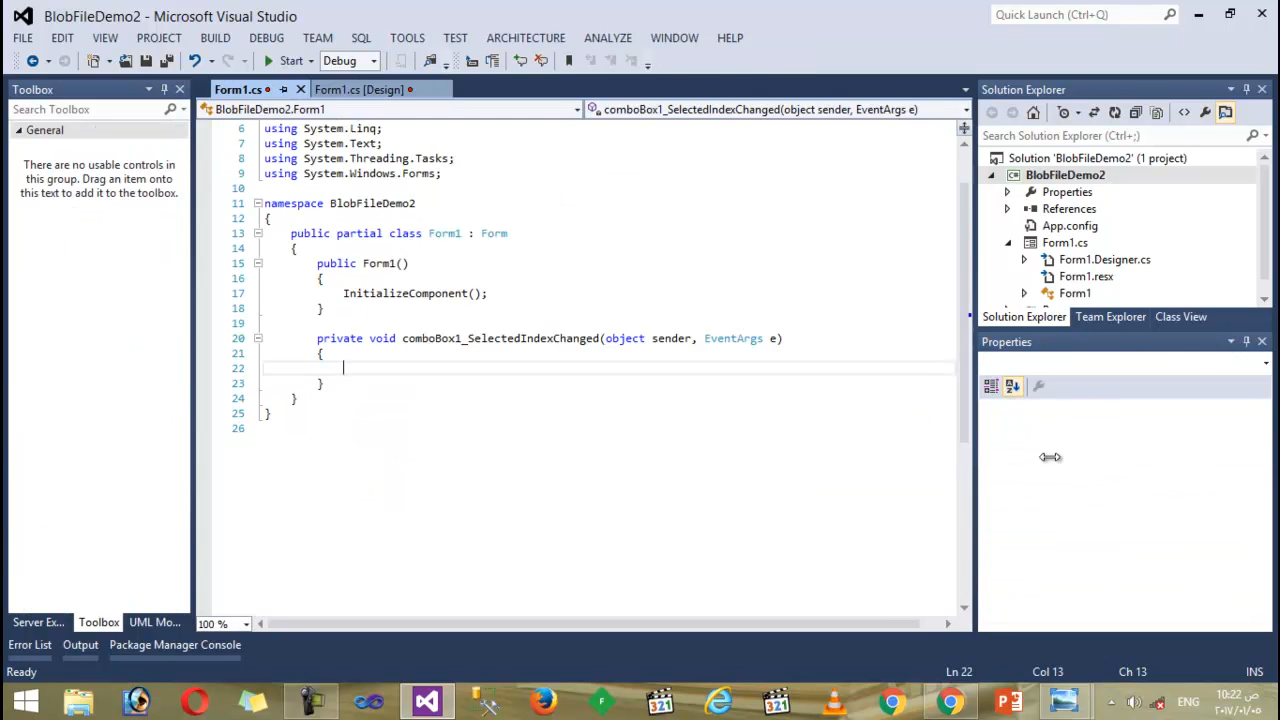 BlobFileDemo2 - Microsoft Visual Studio
Quick Launch (Ctrl+Q)
FILE EDIT VIEW PROJECT BUILD DEBUG TEAM SQL TOOLS TEST ARCHITECTURE ANALYZE WINDOW HELP
Start Debug
Toolbox
Search Toolbox
General
There are no usable controls in
this group. Drag an item onto
this text to add it to the toolbox.
Server Ex... Toolbox UML Mo...
Form1.cs Form1.cs [Design]
BlobFileDemo2.Form1 comboBox1_SelectedIndexChanged(object sender, EventArgs e)
6 using System.Linq;
7 using System.Text;
8 using System.Threading.Tasks;
9 using System.Windows.Forms;
10
11 namespace BlobFileDemo2
12 {
13 public partial class Form1 : Form
14 {
15 public Form1()
16 {
17 InitializeComponent();
18 }
19
20 private void comboBox1_SelectedIndexChanged(object sender, EventArgs e)
21 {
22
23 }
24 }
25 }
26
100 %
Solution Explorer
Search Solution Explorer (Ctrl+;)
Solution 'BlobFileDemo2' (1 project)
C# BlobFileDemo2
Properties
References
App.config
Form1.cs
Form1.Designer.cs
Form1.resx
Form1
Solution Explorer Team Explorer Class View
Properties
Error List Output Package Manager Console
Ready Ln 22 Col 13 Ch 13 INS
321
321
ENG
10:22 ص